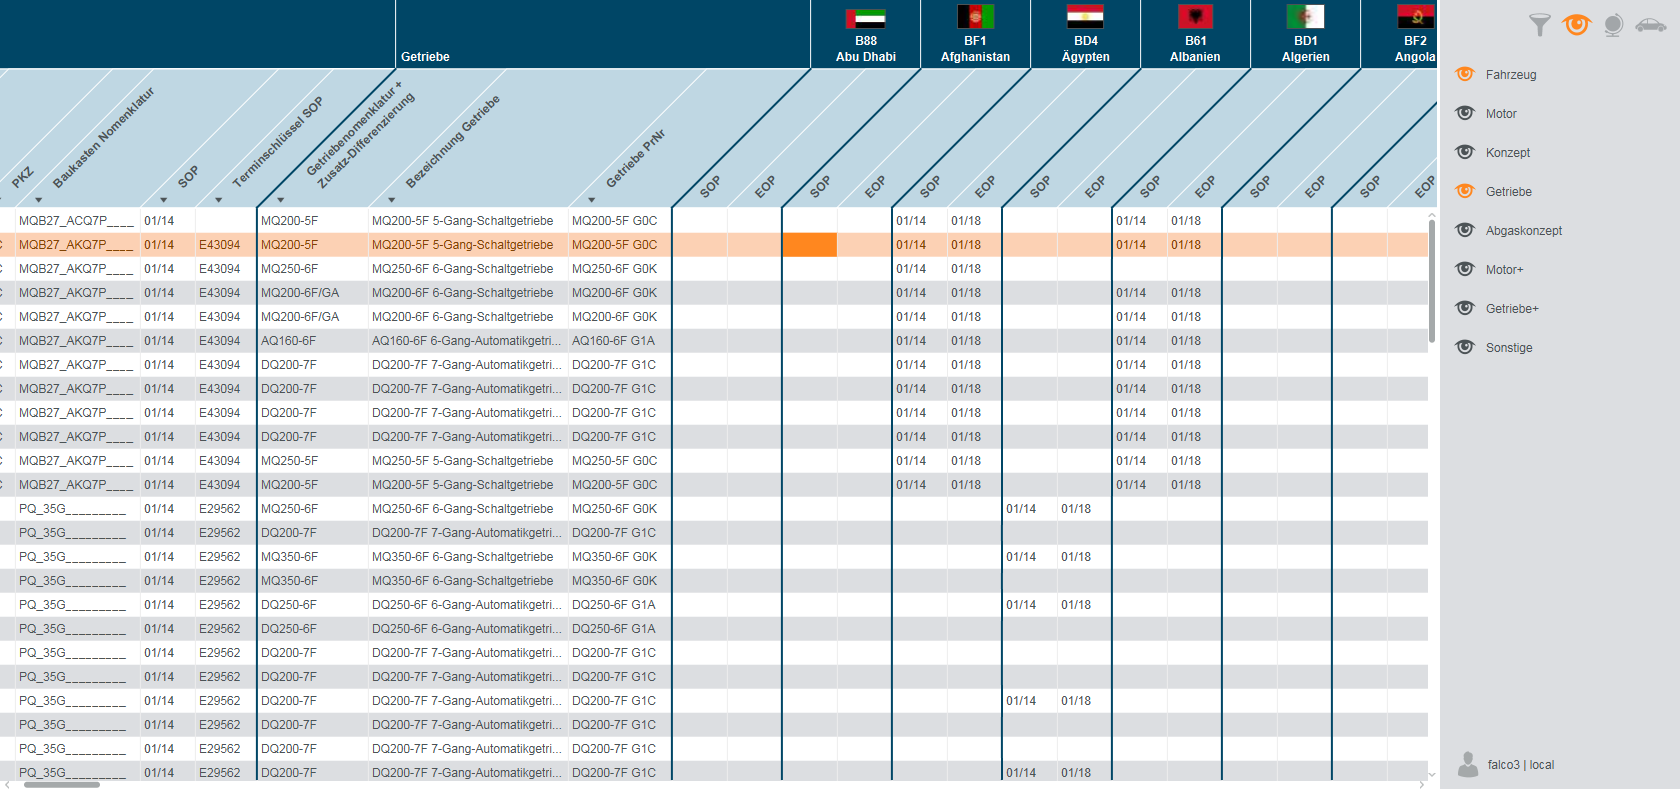 Getriebe
B88
Abu Dhabi
BF1
Afghanistan
BD4
Ägypten
B61
Albanien
BD1
Algerien
BF2
Angola
PKZ
Baukasten Nomenklatur
SOP
Terminschlüssel SOP
Getriebenomenklatur +
Zusatz-Differenzierung
Bezeichnung Getriebe
Getriebe PrNr
SOP EOP SOP EOP SOP EOP SOP EOP SOP EOP SOP EOP SOP EOP
MQB27_ACQ7P____ 01/14 MQ200-5F MQ200-5F 5-Gang-Schaltgetriebe MQ200-5F G0C 01/14 01/18 01/14 01/18
C MQB27_AKQ7P____ 01/14 E43094 MQ200-5F MQ200-5F 5-Gang-Schaltgetriebe MQ200-5F G0C 01/14 01/18 01/14 01/18
C MQB27_AKQ7P____ 01/14 E43094 MQ250-6F MQ250-6F 6-Gang-Schaltgetriebe MQ250-6F G0K 01/14 01/18
C MQB27_AKQ7P____ 01/14 E43094 MQ200-6F/GA MQ200-6F 6-Gang-Schaltgetriebe MQ200-6F G0K 01/14 01/18 01/14 01/18
C MQB27_AKQ7P____ 01/14 E43094 MQ200-6F/GA MQ200-6F 6-Gang-Schaltgetriebe MQ200-6F G0K 01/14 01/18 01/14 01/18
C MQB27_AKQ7P____ 01/14 E43094 AQ160-6F AQ160-6F 6-Gang-Automatikgetri... AQ160-6F G1A 01/14 01/18 01/14 01/18
C MQB27_AKQ7P____ 01/14 E43094 DQ200-7F DQ200-7F 7-Gang-Automatikgetri... DQ200-7F G1C 01/14 01/18 01/14 01/18
C MQB27_AKQ7P____ 01/14 E43094 DQ200-7F DQ200-7F 7-Gang-Automatikgetri... DQ200-7F G1C 01/14 01/18 01/14 01/18
C MQB27_AKQ7P____ 01/14 E43094 DQ200-7F DQ200-7F 7-Gang-Automatikgetri... DQ200-7F G1C 01/14 01/18 01/14 01/18
C MQB27_AKQ7P____ 01/14 E43094 DQ200-7F DQ200-7F 7-Gang-Automatikgetri... DQ200-7F G1C 01/14 01/18 01/14 01/18
C MQB27_AKQ7P____ 01/14 E43094 MQ250-5F MQ250-5F 5-Gang-Schaltgetriebe MQ250-5F G0C 01/14 01/18 01/14 01/18
C MQB27_AKQ7P____ 01/14 E43094 MQ200-5F MQ200-5F 5-Gang-Schaltgetriebe MQ200-5F G0C 01/14 01/18 01/14 01/18
PQ_35G_________ 01/14 E29562 MQ250-6F MQ250-6F 6-Gang-Schaltgetriebe MQ250-6F G0K 01/14 01/18
PQ_35G_________ 01/14 E29562 DQ200-7F DQ200-7F 7-Gang-Automatikgetri... DQ200-7F G1C
PQ_35G_________ 01/14 E29562 MQ350-6F MQ350-6F 6-Gang-Schaltgetriebe MQ350-6F G0K 01/14 01/18
PQ_35G_________ 01/14 E29562 MQ350-6F MQ350-6F 6-Gang-Schaltgetriebe MQ350-6F G0K
PQ_35G_________ 01/14 E29562 DQ250-6F DQ250-6F 6-Gang-Automatikgetri... DQ250-6F G1A 01/14 01/18
PQ_35G_________ 01/14 E29562 DQ250-6F DQ250-6F 6-Gang-Automatikgetri... DQ250-6F G1A
PQ_35G_________ 01/14 E29562 DQ200-7F DQ200-7F 7-Gang-Automatikgetri... DQ200-7F G1C
PQ_35G_________ 01/14 E29562 DQ200-7F DQ200-7F 7-Gang-Automatikgetri... DQ200-7F G1C
PQ_35G_________ 01/14 E29562 DQ200-7F DQ200-7F 7-Gang-Automatikgetri... DQ200-7F G1C 01/14 01/18
PQ_35G_________ 01/14 E29562 DQ200-7F DQ200-7F 7-Gang-Automatikgetri... DQ200-7F G1C
PQ_35G_________ 01/14 E29562 DQ200-7F DQ200-7F 7-Gang-Automatikgetri... DQ200-7F G1C
PQ_35G_________ 01/14 E29562 DQ200-7F DQ200-7F 7-Gang-Automatikgetri... DQ200-7F G1C 01/14 01/18
Fahrzeug
Motor
Konzept
Getriebe
Abgaskonzept
Motor+
Getriebe+
Sonstige
falco3 | local